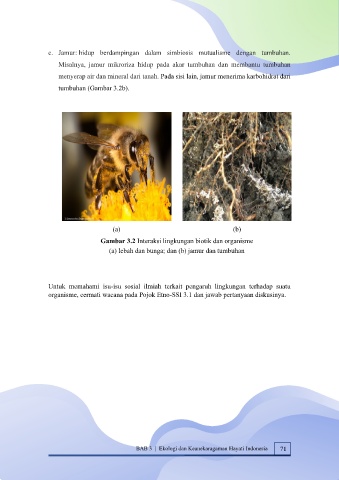 c. Jamur: hidup berdampingan dalam simbiosis mutualisme dengan tumbuhan.
Misalnya, jamur mikroriza hidup pada akar tumbuhan dan membantu tumbuhan
menyerap air dan mineral dari tanah. Pada sisi lain, jamur menerima karbohidrat dari
tumbuhan (Gambar 3.2b).
(a) (b)
Gambar 3.2 Interaksi lingkungan biotik dan organisme
(a) lebah dan bunga; dan (b) jamur dan tumbuhan
Untuk memahami isu-isu sosial ilmiah terkait pengaruh lingkungan terhadap suatu
organisme, cermati wacana pada Pojok Etno-SSI 3.1 dan jawab pertanyaan diskusinya.
BAB 3 | Ekologi dan Keanekaragaman Hayati Indonesia 71